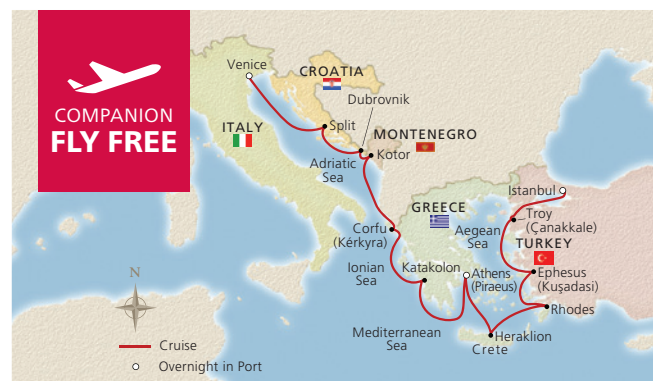 COMPANION
FLY FREE
Venice
CROATIA
Dubrovnik
ITALY
Split
MONTENEGRO
Adriatic
Sea
Kotor
Istanbul
GREECE
Troy
(Çanakkale)
Corfu
(Kérkyra)
Aegean
Sea
TURKEY
Ionian
Sea
Katakolon
Athens
(Piraeus)
Ephesus
(Kuşadasi)
Rhodes
Mediterranean
Sea
Heraklion
Crete
N
Cruise
Overnight in Port